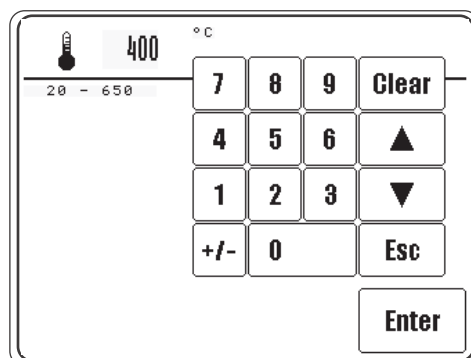 400 °C
20 - 650
7 8 9 Clear
4 5 6 ▲
1 2 3 ▼
+/- 0 Esc
Enter